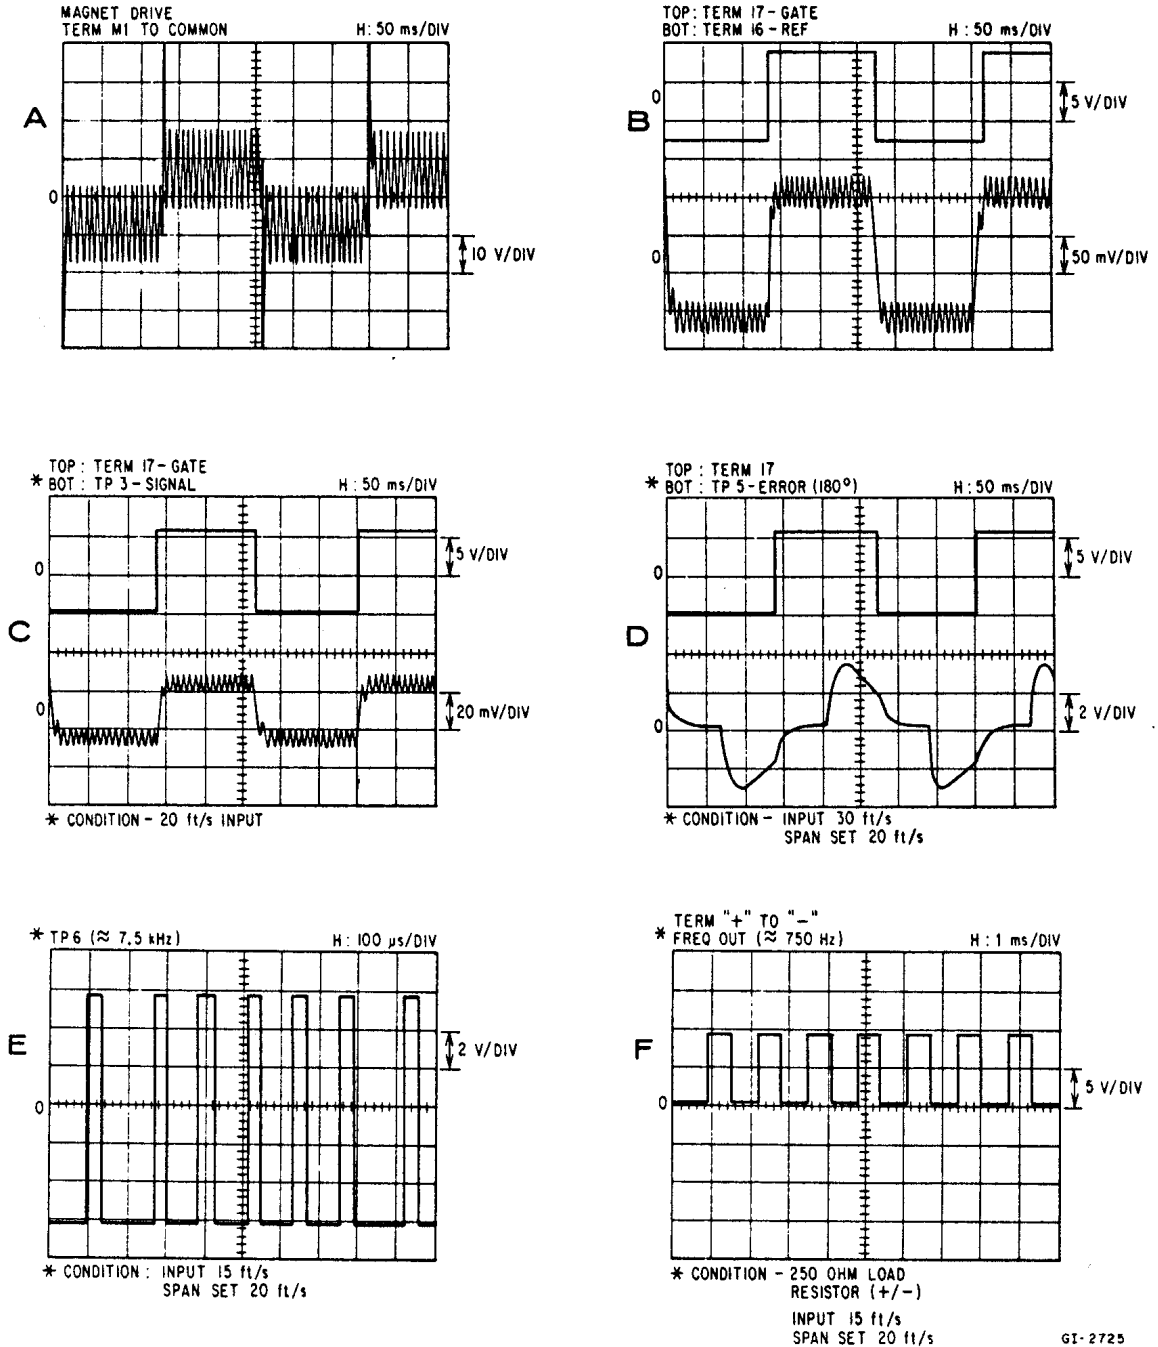 MAGNET DRIVE
TERM M1 TO COMMON H: 50 ms/DIV
A
0
10 V/DIV
TOP: TERM 17-GATE
BOT: TERM 16-REF H: 50 ms/DIV
B
0
5 V/DIV
0
50 mV/DIV
TOP: TERM 17-GATE
* BOT: TP 3-SIGNAL H: 50 ms/DIV
0
5 V/DIV
C
0
20 mV/DIV
* CONDITION - 20 ft/s INPUT
TOP: TERM 17
* BOT: TP 5-ERROR (180°) H: 50 ms/DIV
0
5 V/DIV
D
0
2 V/DIV
* CONDITION - INPUT 30 ft/s
SPAN SET 20 ft/s
* TP6 (≈ 7.5 kHz) H: 100 µs/DIV
E
2 V/DIV
0
* CONDITION: INPUT 15 ft/s
SPAN SET 20 ft/s
TERM "+" TO "-"
* FREQ OUT (≈ 750 Hz) H: 1 ms/DIV
F
0
5 V/DIV
* CONDITION - 250 OHM LOAD
RESISTOR (+/-)
INPUT 15 ft/s
SPAN SET 20 ft/s
GI-2725